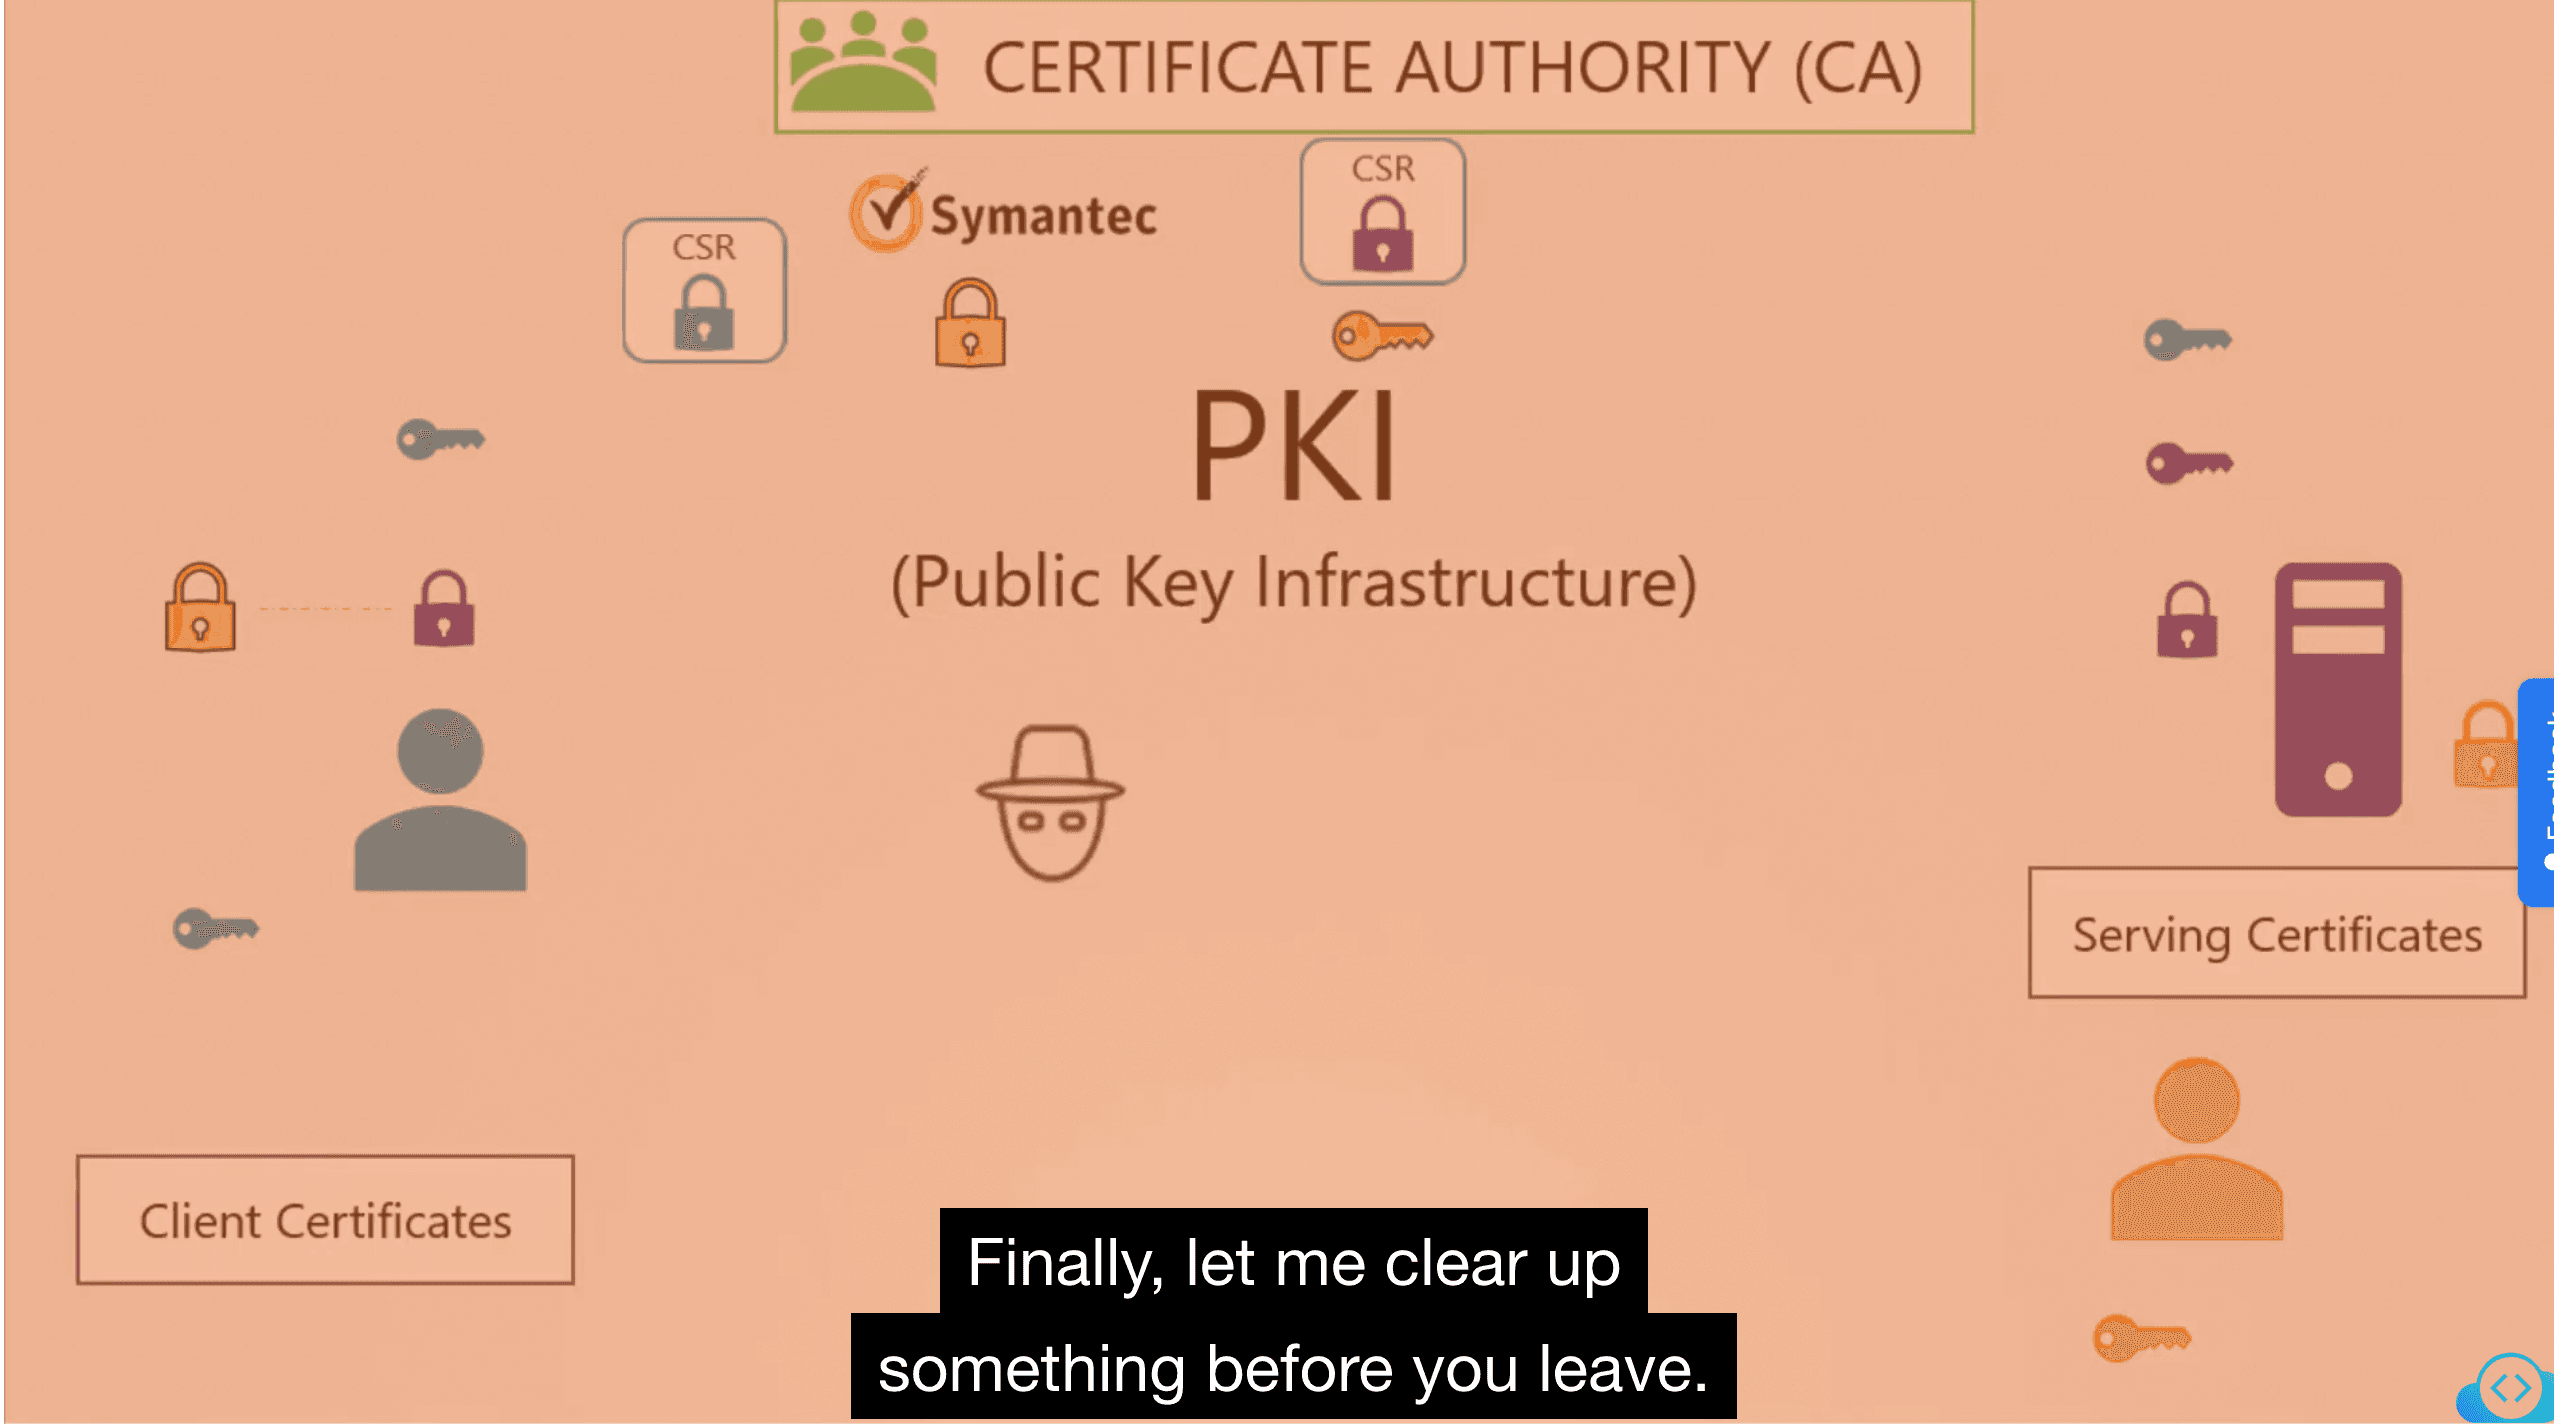 CERTIFICATE AUTHORITY (CA)
CSR
Symantec
CSR
PKI
(Public Key Infrastructure)
Feedback
Serving Certificates
Client Certificates
Finally, let me clear up
something before you leave.